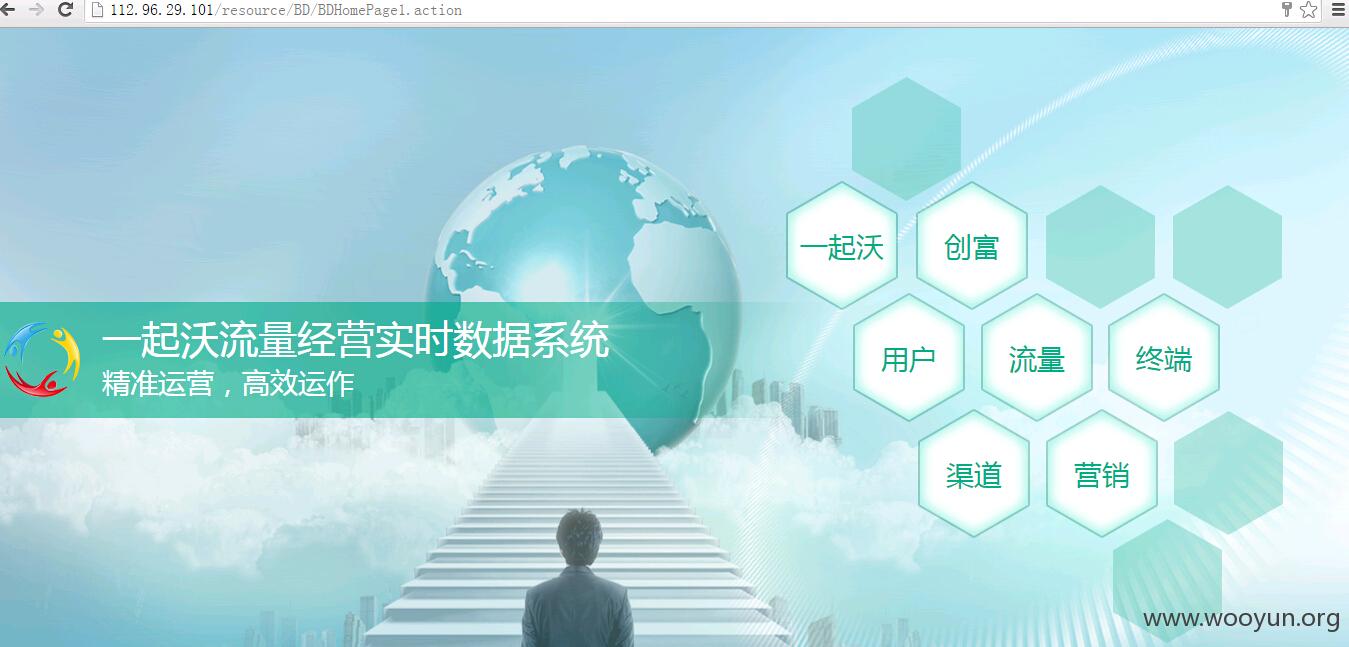 112.96.29.101/resource/BD/BDHomePage1.action
一起沃
创富
一起沃流量经营实时数据系统
精准运营，高效运作
用户
流量
终端
渠道
营销
www.wooyun.org